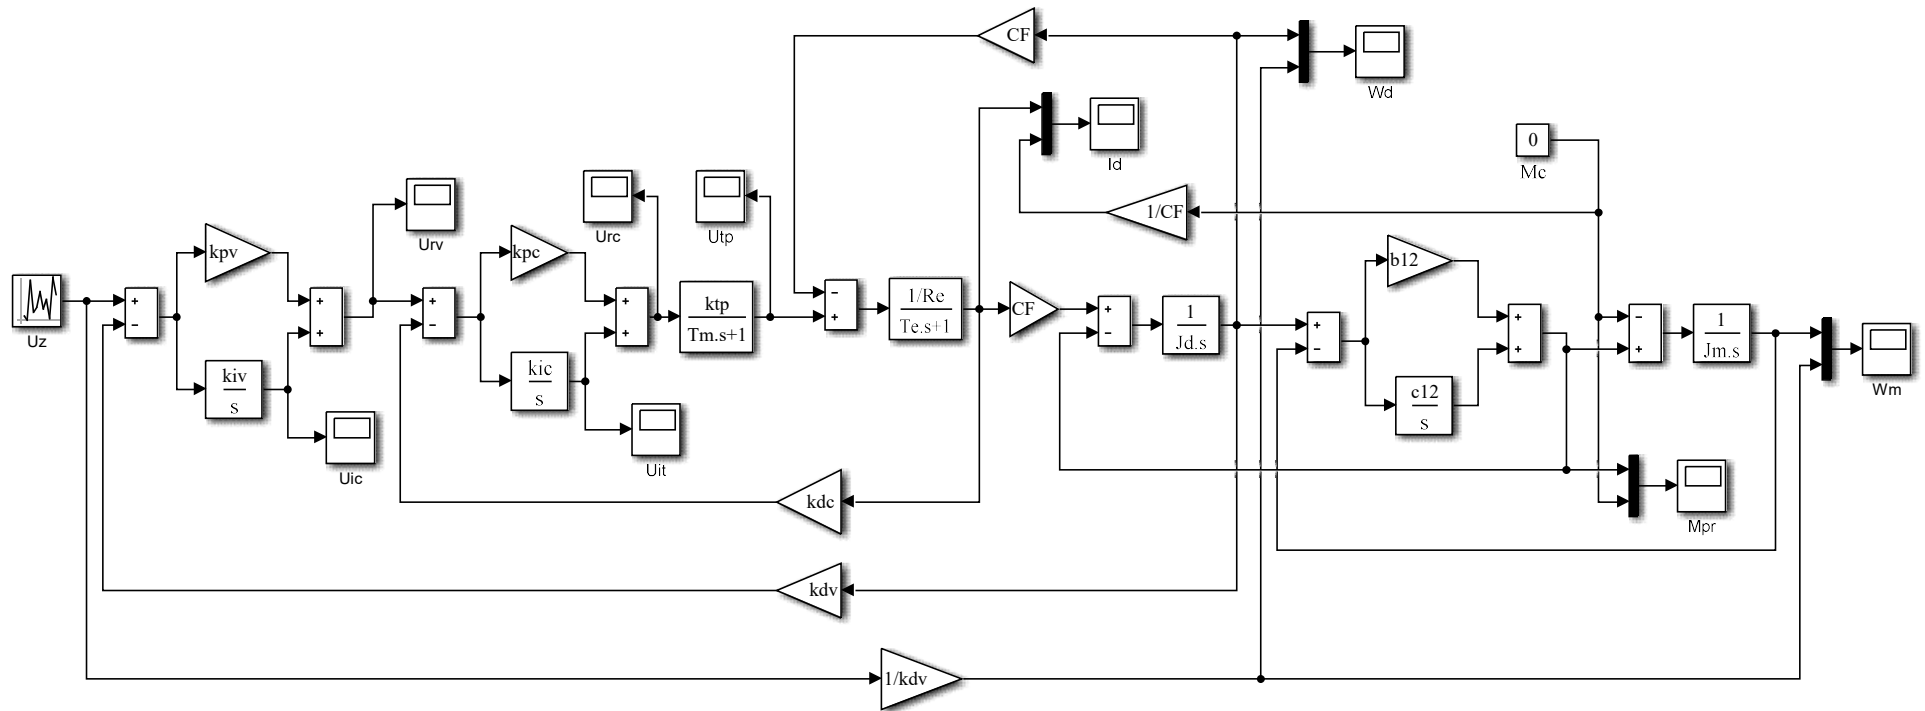 CF
Wd
Id
0
Mc
1/CF
Urv
Urc
Utp
kpv
kpc
b12
Uz
+
-
+
+
+
-
+
+
ktp
Tm.s+1
-
+
1/Re
Te.s+1
CF
+
-
1
Jd.s
+
-
+
+
-
+
1
Jm.s
Wm
kiv
s
kic
s
c12
s
Uic
Uit
kdc
Mpr
kdv
1/kdv